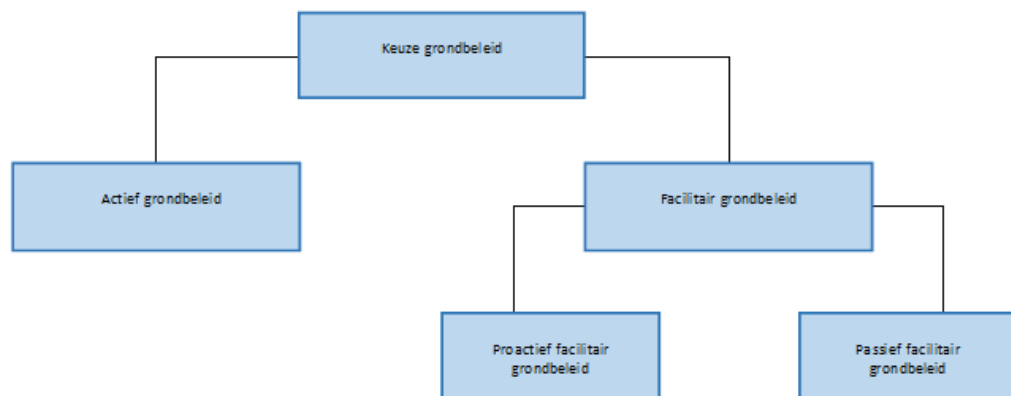 Keuze grondbeleid
Actief grondbeleid
Facilitair grondbeleid
Proactief facilitair
grondbeleid
Passief facilitair
grondbeleid